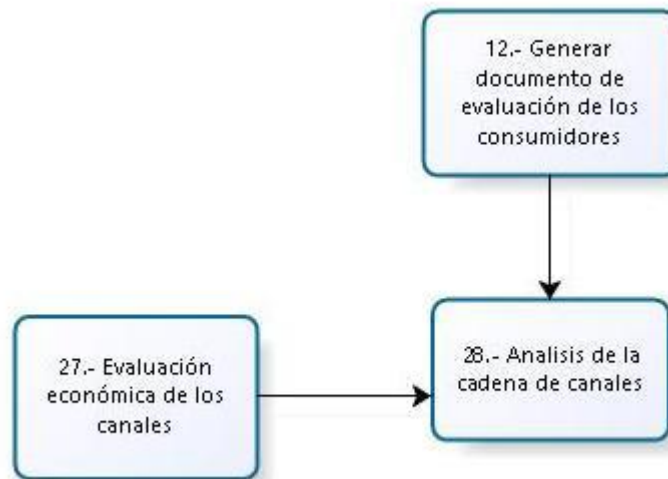 12.- Generar
documento de
evaluación de los
consumidores
27.- Evaluación
económica de los
canales
28.- Analisis de la
cadena de canales